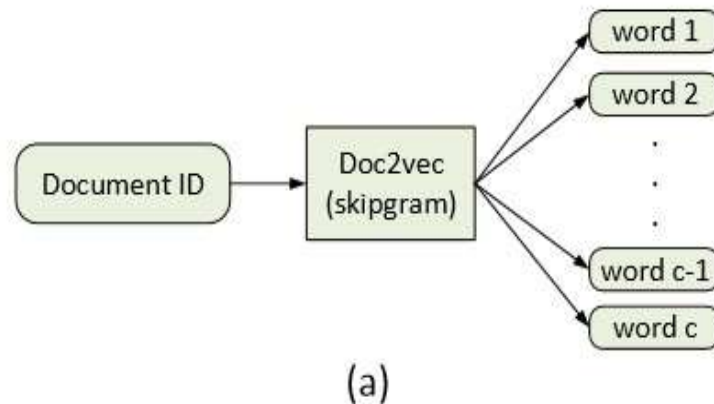 Document ID
Doc2vec
(skipgram)
word 1
word 2
.
.
.
word c-1
word c
(a)